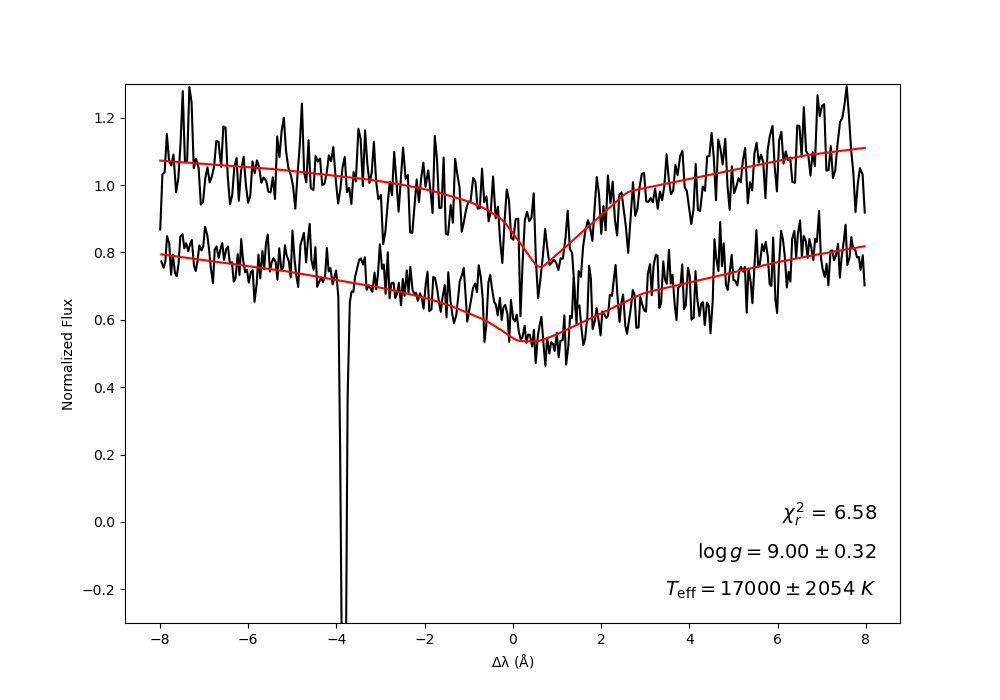 1.2
1.0
0.8
0.6
0.4
0.2
0.0
−0.2
Normalized Flux
χ²ᵣ = 6.58
log g = 9.00 ± 0.32
T_eff = 17000 ± 2054 K
−8 −6 −4 −2 0 2 4 6 8
Δλ (Å)